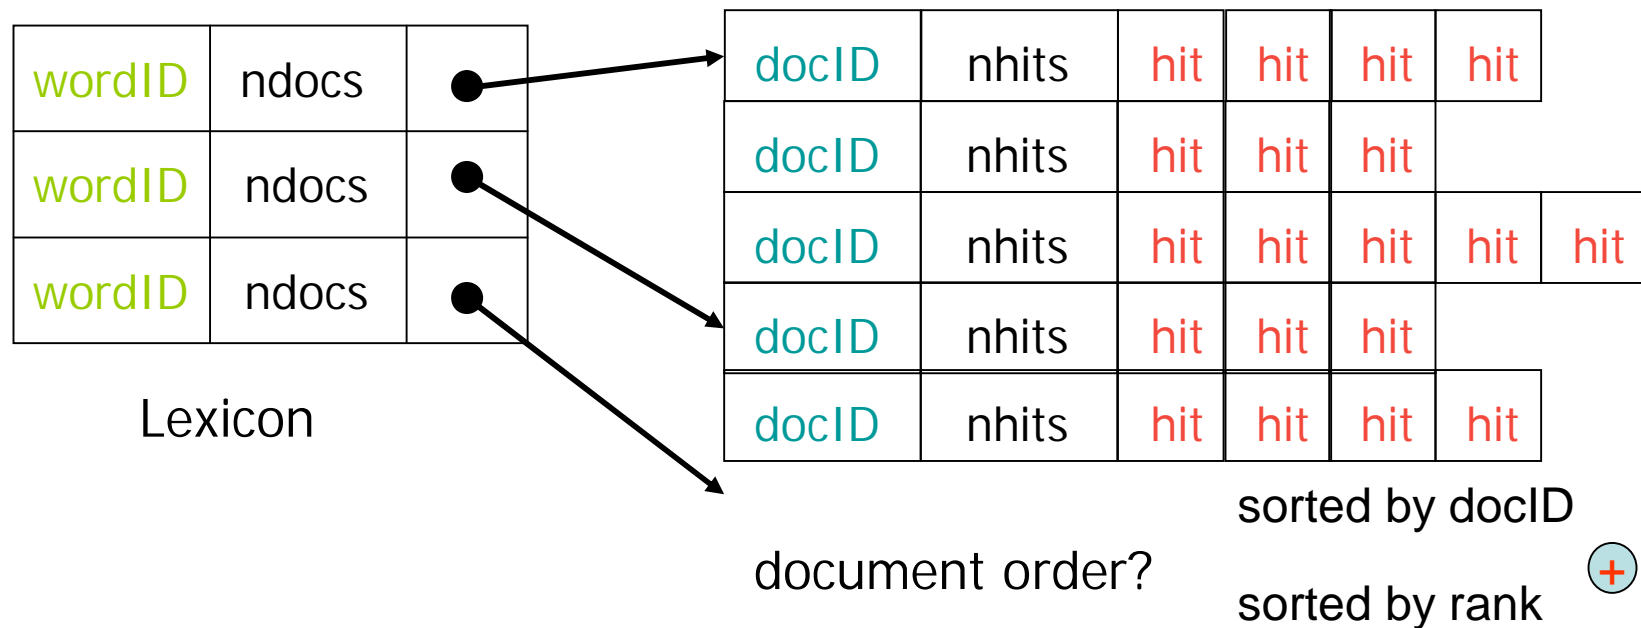 wordID ndocs
wordID ndocs
wordID ndocs
Lexicon
docID nhits hit hit hit hit
docID nhits hit hit hit
docID nhits hit hit hit hit hit
docID nhits hit hit hit
docID nhits hit hit hit hit
sorted by docID
document order?
+
sorted by rank